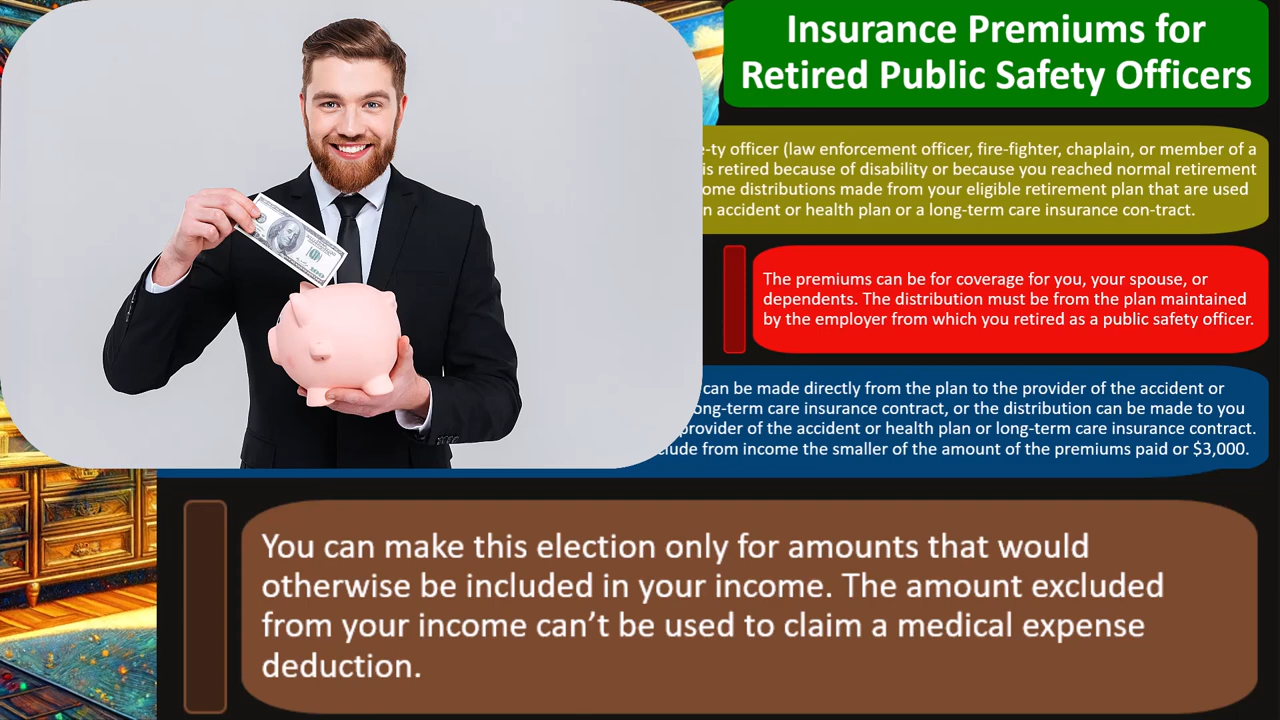 Insurance Premiums for
Retired Public Safety Officers
-ty officer (law enforcement officer, fire-fighter, chaplain, or member of a
is retired because of disability or because you reached normal retirement
distributions made from your eligible retirement plan that are used
accident or health plan or a long-term care insurance con-tract.
The premiums can be for coverage for you, your spouse, or
dependents. The distribution must be from the plan maintained
by the employer from which you retired as a public safety officer.
can be made directly from the plan to the provider of the accident or
long-term care insurance contract, or the distribution can be made to you
provider of the accident or health plan or long-term care insurance contract.
from income the smaller of the amount of the premiums paid or $3,000.
You can make this election only for amounts that would
otherwise be included in your income. The amount excluded
from your income can’t be used to claim a medical expense
deduction.